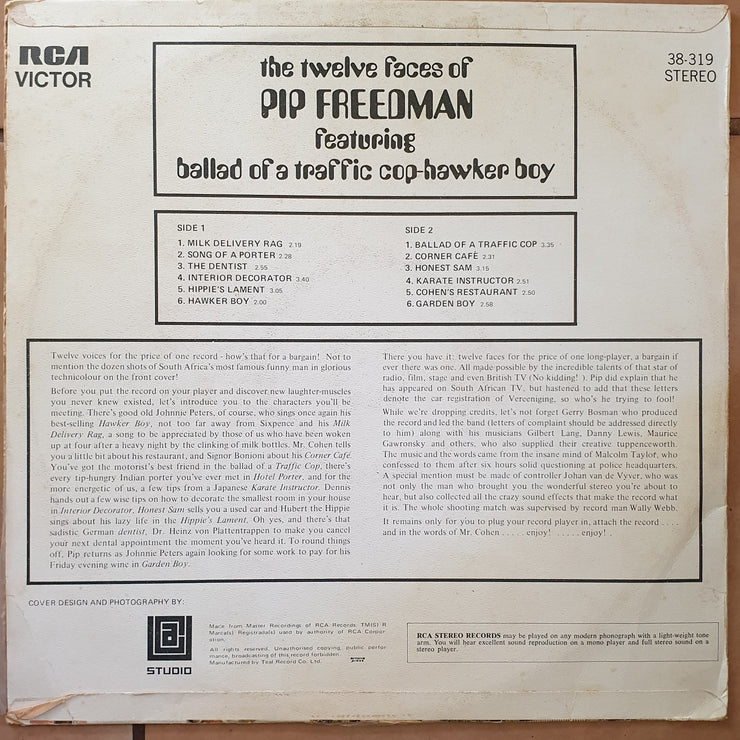 RCA
VICTOR
the twelve faces of
PIP FREEDMAN
featuring
ballad of a traffic cop-hawker boy
38-319
STEREO
SIDE 1
1. MILK DELIVERY RAG 2.19
2. SONG OF A PORTER 2.28
3. THE DENTIST 2.55
4. INTERIOR DECORATOR 3.40
5. HIPPIE'S LAMENT 3.05
6. HAWKER BOY 2.00
SIDE 2
1. BALLAD OF A TRAFFIC COP 3.35
2. CORNER CAFÈ 2.31
3. HONEST SAM 3.15
4. KARATE INSTRUCTOR 2.51
5. COHEN'S RESTAURANT 2.50
6. GARDEN BOY 2.58
Twelve voices for the price of one record - how's that for a bargain! Not to
mention the dozen shots of South Africa's most famous funny man in glorious
technicolour on the front cover!
Before you put the record on your player and discover new laughter-muscles
you never knew existed, let's introduce you to the characters you'll be
meeting. There's good old Johnnie Peters, of course, who sings once again his
best-selling Hawker Boy, not too far away from Sixpence and his Milk
Delivery Rag, a song to be appreciated by those of us who have been woken
up at four after a heavy night by the clinking of milk bottles. Mr. Cohen tells
you a little bit about his restaurant, and Signor Bonioni about his Corner Café.
You've got the motorist's best friend in the ballad of a Traffic Cop, there's
every tip-hungry Indian porter you've ever met in Hotel Porter, and for the
more energetic of us, a few tips from a Japanese Karate Instructor. Dennis
hands out a few wise tips on how to decorate the smallest room in your house
in Interior Decorator, Honest Sam sells you a used car and Hubert the Hippie
sings about his lazy life in the Hippie's Lament. Oh yes, and there's that
sadistic German dentist, Dr. Heinz von Plattentrappen to make you cancel
your next dental appointment the moment you've heard it. To round things
off, Pip returns as Johnnie Peters again looking for some work to pay for his
Friday evening wine in Garden Boy.
There you have it: twelve faces for the price of one long-player, a bargain if
ever there was one. All made possible by the incredible talents of that star of
radio, film, stage and even British TV (No kidding! ). Pip did explain that he
has appeared on South African TV, but hastened to add that these letters
denote the car registration of Vereeniging, so who's he trying to fool!
While we're dropping credits, let's not forget Gerry Bosman who produced
the record and led the band (letters of complaint should be addressed directly
to him) along with his musicians Gilbert Lang, Danny Lewis, Maurice
Gawronsky and others, who also supplied their creative tuppenceworth.
The music and the words came from the insane mind of Malcolm Taylor, who
confessed to them after six hours solid questioning at police headquarters.
A special mention must be made of controller Johan van de Vyver, who was
not only the man who brought you the wonderful stereo you're about to
hear, but also collected all the crazy sound effects that make the record what
it is. The whole shooting match was supervised by record man Wally Webb.
It remains only for you to plug your record player in, attach the record ....
and in the words of Mr. Cohen ..... enjoy! ..... enjoy! .
COVER DESIGN AND PHOTOGRAPHY BY:
STUDIO
Made from Master Recordings of RCA Records. TM(S) R
Marca(s) Registrada(s) used by authority of RCA Corpor
ation.
All rights reserved. Unauthorised copying, public perfor
mance, broadcasting of this record forbidden.
Manufactured by Teal Record Co. Ltd.
RCA STEREO RECORDS may be played on any modern phonograph with a light-weight tone
arm. You will hear excellent sound reproduction on a mono player and full stereo sound on a
stereo player.